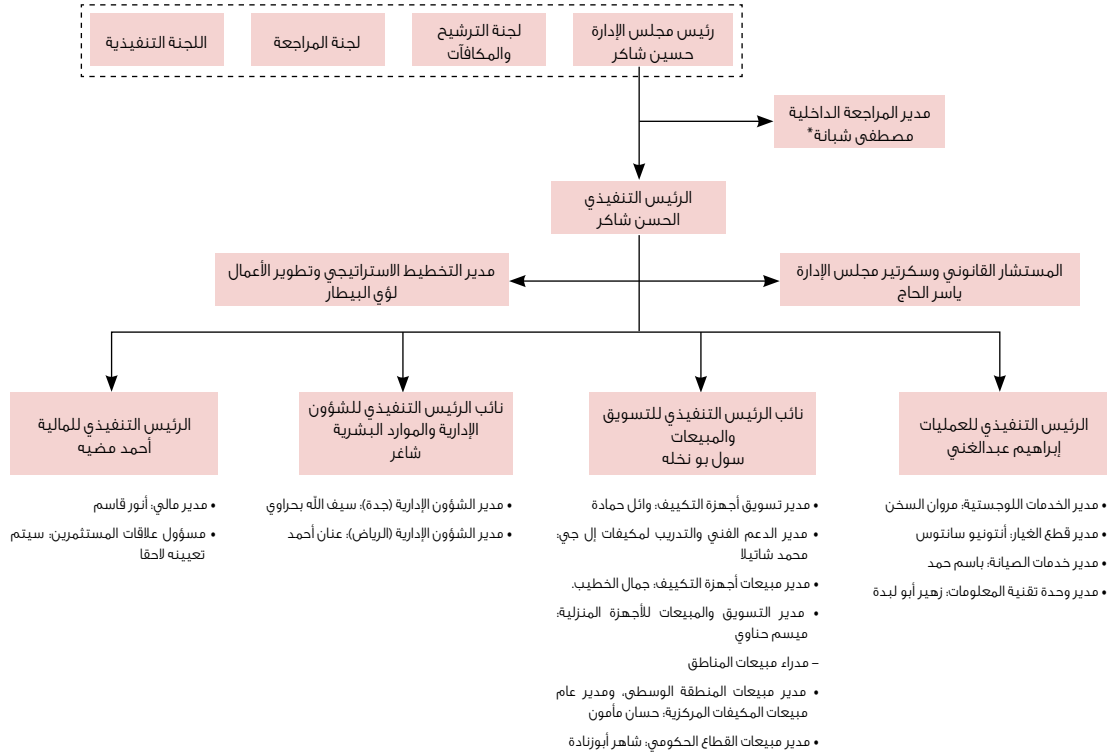 رئيس مجلس الإدارة
حسين شاكر
لجنة الترشيح
والمكافآت
لجنة المراجعة
اللجنة التنفيذية
مدير المراجعة الداخلية
مصطفى شبانة*
الرئيس التنفيذي
الحسن شاكر
المستشار القانوني وسكرتير مجلس الإدارة
ياسر الحاج
مدير التخطيط الاستراتيجي وتطوير الأعمال
لؤي البيطار
الرئيس التنفيذي للعمليات
إبراهيم عبدالغني
• مدير الخدمات اللوجستية: مروان السخن
• مدير قطع الغيار: أنتونيو سانتوس
• مدير خدمات الصيانة: باسم حمد
• مدير وحدة تقنية المعلومات: زهير أبو لبدة
نائب الرئيس التنفيذي للتسويق
والمبيعات
سول بو نخله
• مدير تسويق أجهزة التكييف: وائل حمادة
• مدير الدعم الفني والتدريب لمكيفات إل جي:
محمد شاتيلا
• مدير مبيعات أجهزة التكييف: جمال الخطيب.
• مدير التسويق والمبيعات للأجهزة المنزلية:
ميسم حناوي
– مدراء مبيعات المناطق
• مدير مبيعات المنطقة الوسطى، ومدير عام
مبيعات المكيفات المركزية: حسان مأمون
• مدير مبيعات القطاع الحكومي: شاهر أبوزنادة
نائب الرئيس التنفيذي للشؤون
الإدارية والموارد البشرية
شاغر
• مدير الشؤون الإدارية (جدة): سيف الله بحراوي
• مدير الشؤون الإدارية (الرياض): عنان أحمد
الرئيس التنفيذي للمالية
أحمد مضيه
• مدير مالي: أنور قاسم
• مسؤول علاقات المستثمرين: سيتم
تعيينه لاحقا